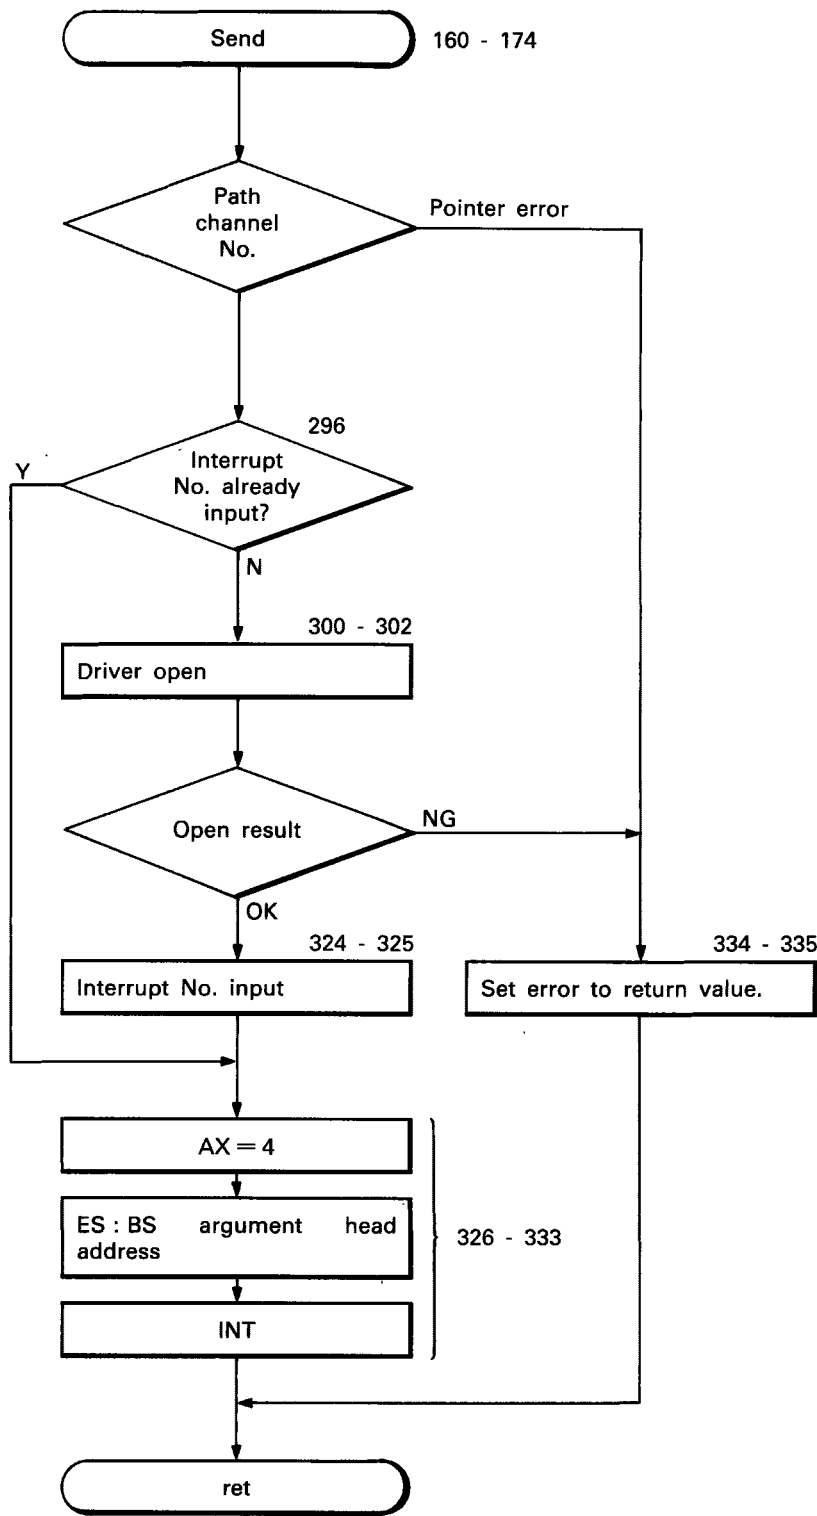 Send
160 - 174
Path
channel
No.
Pointer error
296
Interrupt
No. already
input?
Y
N
300 - 302
Driver open
Open result
NG
OK
324 - 325
Interrupt No. input
334 - 335
Set error to return value.
AX = 4
ES : BS argument head
address
326 - 333
INT
ret